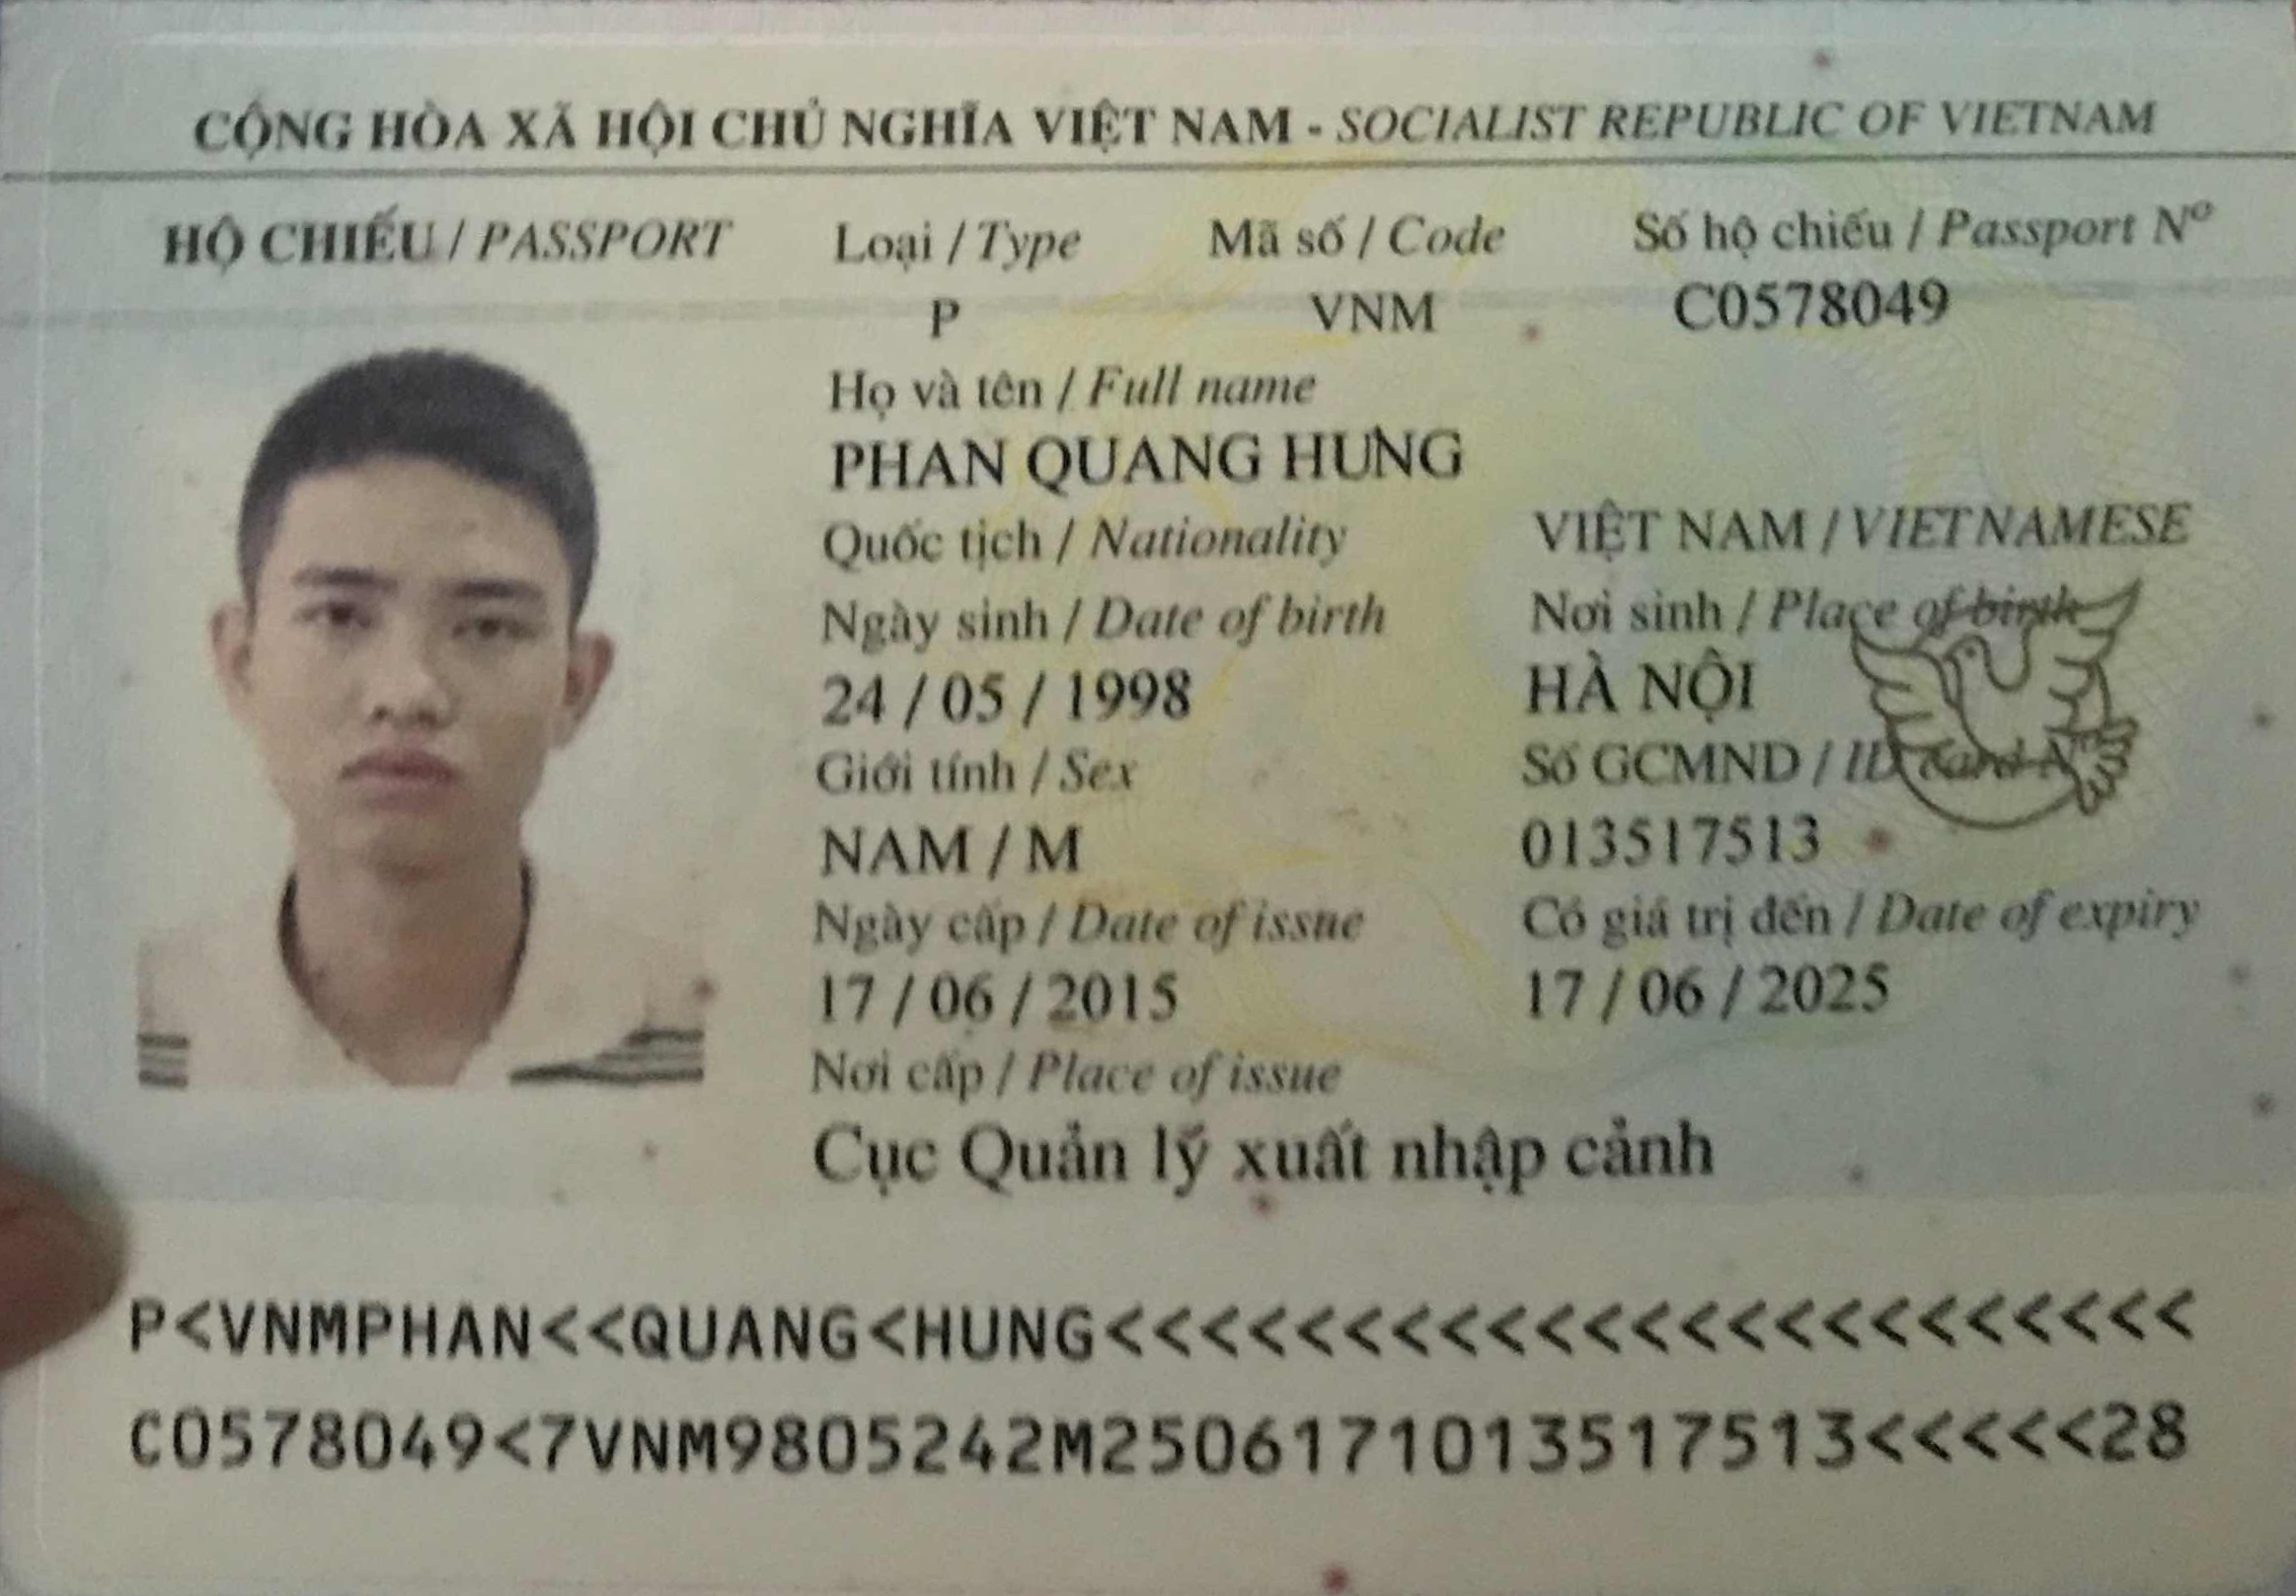 CỘNG HÒA XÃ HỘI CHỦ NGHĨA VIỆT NAM - SOCIALIST REPUBLIC OF VIETNAM
HỘ CHIẾU / PASSPORT Loại / Type Mã số / Code Số hộ chiếu / Passport Nº
P VNM C0578049
Họ và tên / Full name
PHAN QUANG HƯNG
Quốc tịch / Nationality VIỆT NAM / VIETNAMESE
Ngày sinh / Date of birth Nơi sinh / Place of birth
24 / 05 / 1998 HÀ NỘI
Giới tính / Sex Số GCMND / ID Card Nº
NAM / M 013517513
Ngày cấp / Date of issue Có giá trị đến / Date of expiry
17 / 06 / 2015 17 / 06 / 2025
Nơi cấp / Place of issue
Cục Quản lý xuất nhập cảnh
P<VNMPHAN<<QUANG<HUNG<<<<<<<<<<<<<<<<<<<<<<<
C0578049<7VNM9805242M2506171013517513<<<<<28